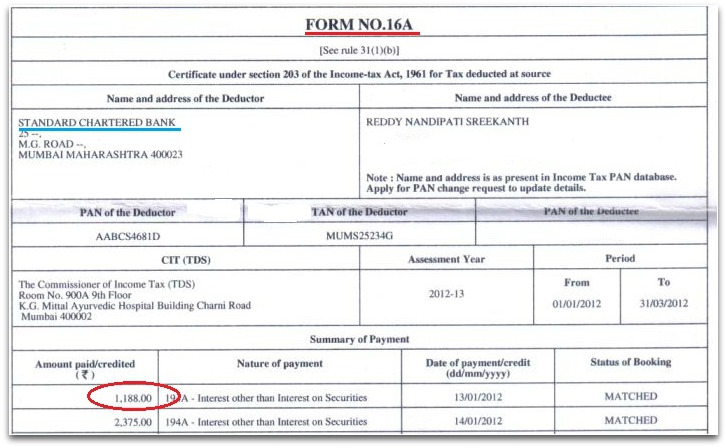 FORM NO.16A
[See rule 31(1)(b)]
Certificate under section 203 of the Income-tax Act, 1961 for Tax deducted at source
Name and address of the Deductor
Name and address of the Deductee
STANDARD CHARTERED BANK
25 --,
M.G. ROAD --,
MUMBAI MAHARASHTRA 400023
REDDY NANDIPATI SREEKANTH
Note : Name and address is as present in Income Tax PAN database.
Apply for PAN change request to update details.
PAN of the Deductor
TAN of the Deductor
PAN of the Deductee
AABCS4681D
MUMS25234G
CIT (TDS)
Assessment Year
Period
The Commissioner of Income Tax (TDS)
Room No. 900A 9th Floor
K.G. Mittal Ayurvedic Hospital Building Charni Road
Mumbai 400002
2012-13
From
To
01/01/2012
31/03/2012
Summary of Payment
Amount paid/credited
( ₹ )
Nature of payment
Date of payment/credit
(dd/mm/yyyy)
Status of Booking
1,188.00
194A - Interest other than Interest on Securities
13/01/2012
MATCHED
2,375.00
194A - Interest other than Interest on Securities
14/01/2012
MATCHED